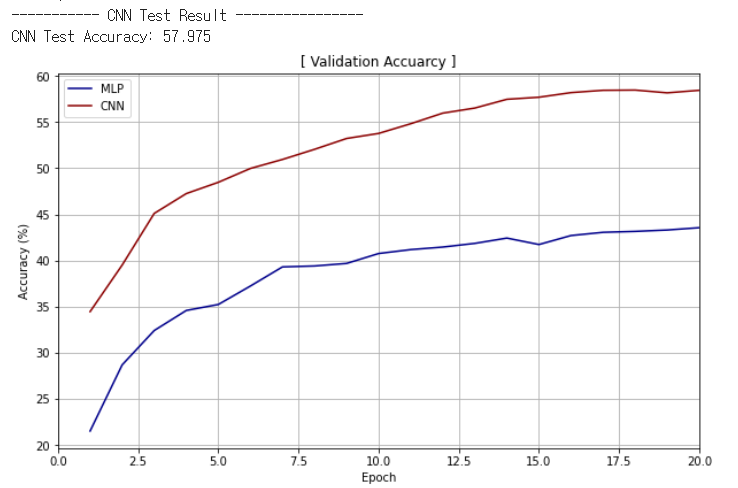 ----------- CNN Test Result ----------------
CNN Test Accuracy: 57.975
[ Validation Accuarcy ]
MLP
CNN
60
55
50
45
40
35
30
25
20
Accuracy (%)
0.0 2.5 5.0 7.5 10.0 12.5 15.0 17.5 20.0
Epoch